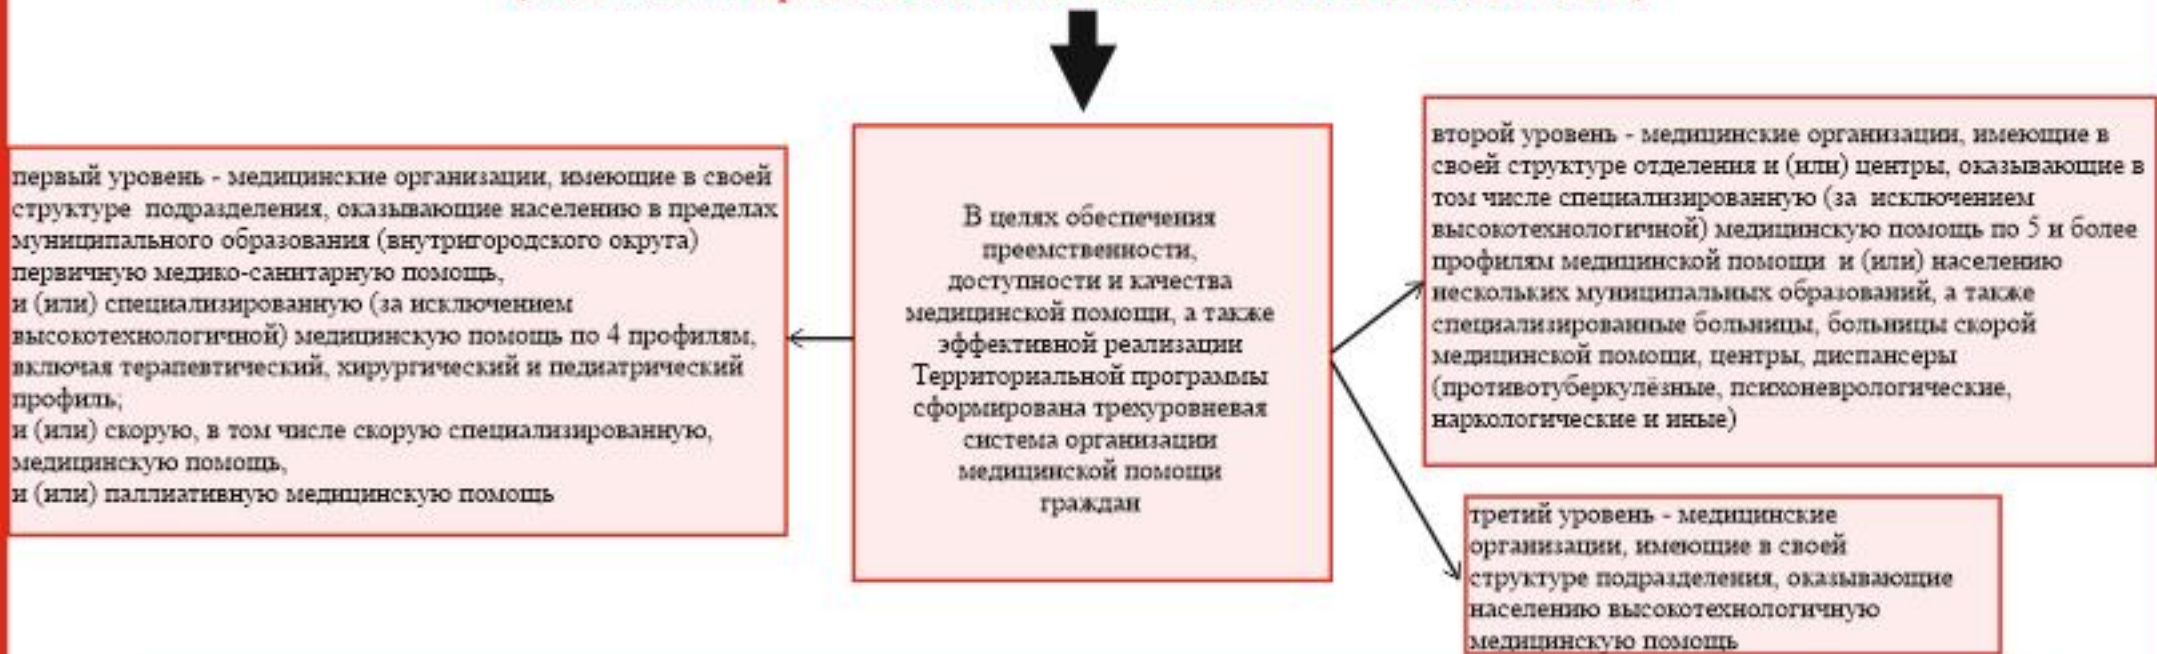 первый уровень - медицинские организации, имеющие в своей
структуре подразделения, оказывающие населению в пределах
муниципального образования (внутригородского округа)
первичную медико-санитарную помощь,
и (или) специализированную (за исключением
высокотехнологичной) медицинскую помощь по 4 профилям,
включая терапевтический, хирургический и педиатрический
профиль;
и (или) скорую, в том числе скорую специализированную,
медицинскую помощь,
и (или) паллиативную медицинскую помощь
В целях обеспечения
преемственности,
доступности и качества
медицинской помощи, а также
эффективной реализации
Территориальной программы
сформирована трехуровневая
система организации
медицинской помощи
граждан
второй уровень - медицинские организации, имеющие в
своей структуре отделения и (или) центры, оказывающие в
том числе специализированную (за исключением
высокотехнологичной) медицинскую помощь по 5 и более
профилям медицинской помощи и (или) населению
нескольких муниципальных образований, а также
специализированные больницы, больницы скорой
медицинской помощи, центры, диспансеры
(противотуберкулёзные, психоневрологические,
наркологические и иные)
третий уровень - медицинские
организации, имеющие в своей
структуре подразделения, оказывающие
населению высокотехнологичную
медицинскую помощь